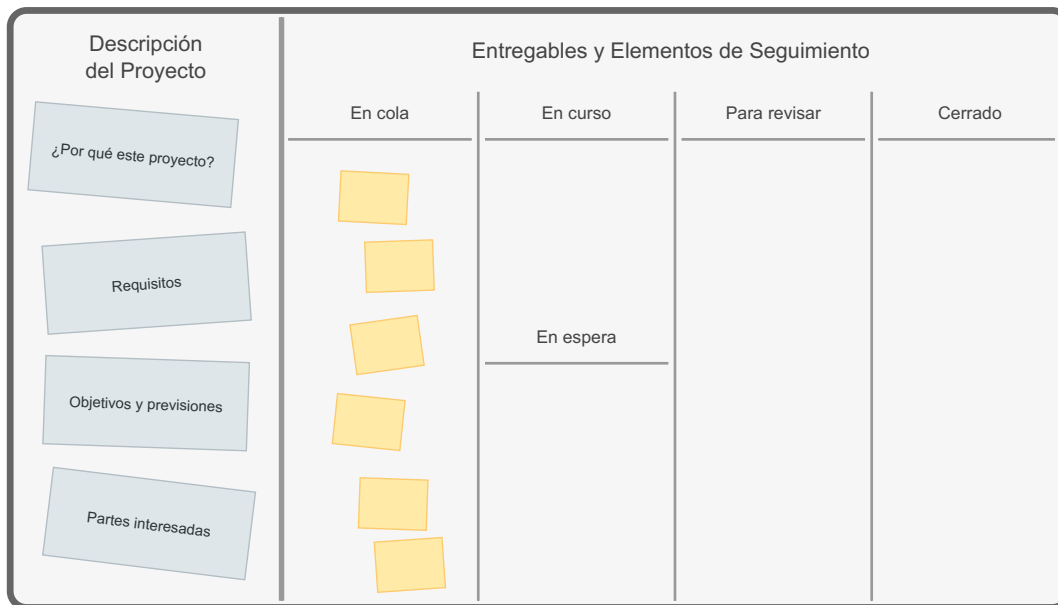 Descripción
del Proyecto
¿Por qué este proyecto?
Requisitos
Objetivos y previsiones
Partes interesadas
Entregables y Elementos de Seguimiento
En cola
En curso
Para revisar
Cerrado
En espera